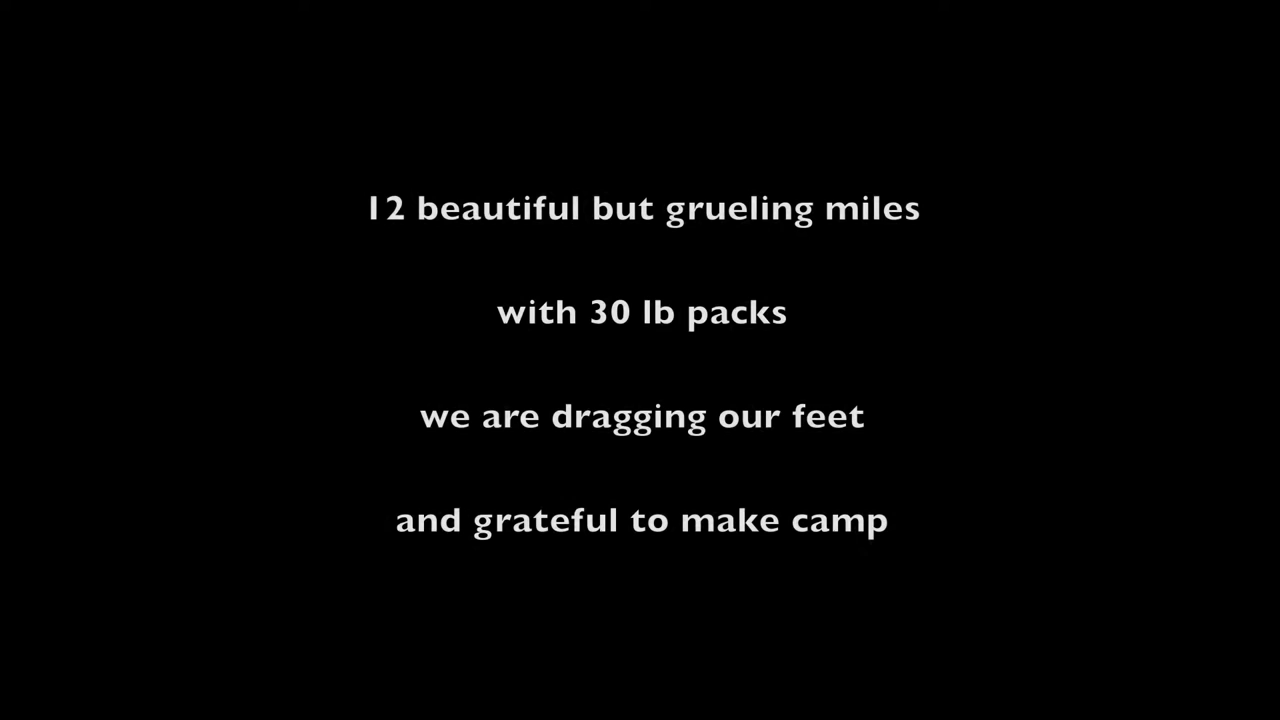 12 beautiful but grueling miles
with 30 lb packs
we are dragging our feet
and grateful to make camp